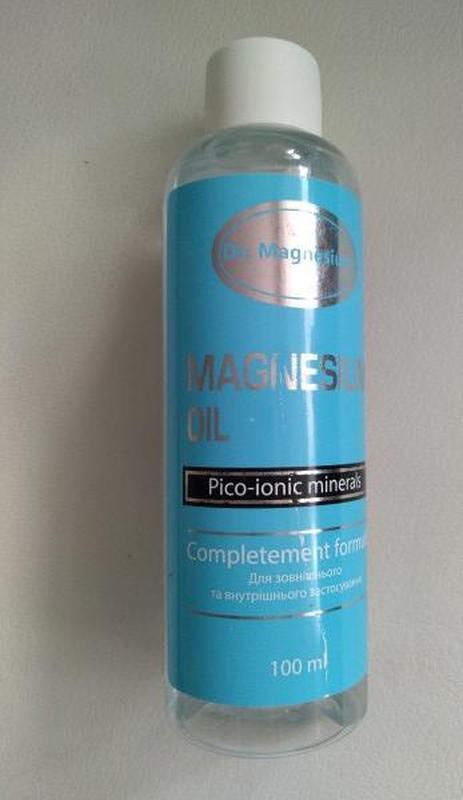 Dr. Magnesium
MAGNESIUM
OIL
Pico-ionic minerals
Completement formula
Для зовнішнього
та внутрішнього застосування
100 ml